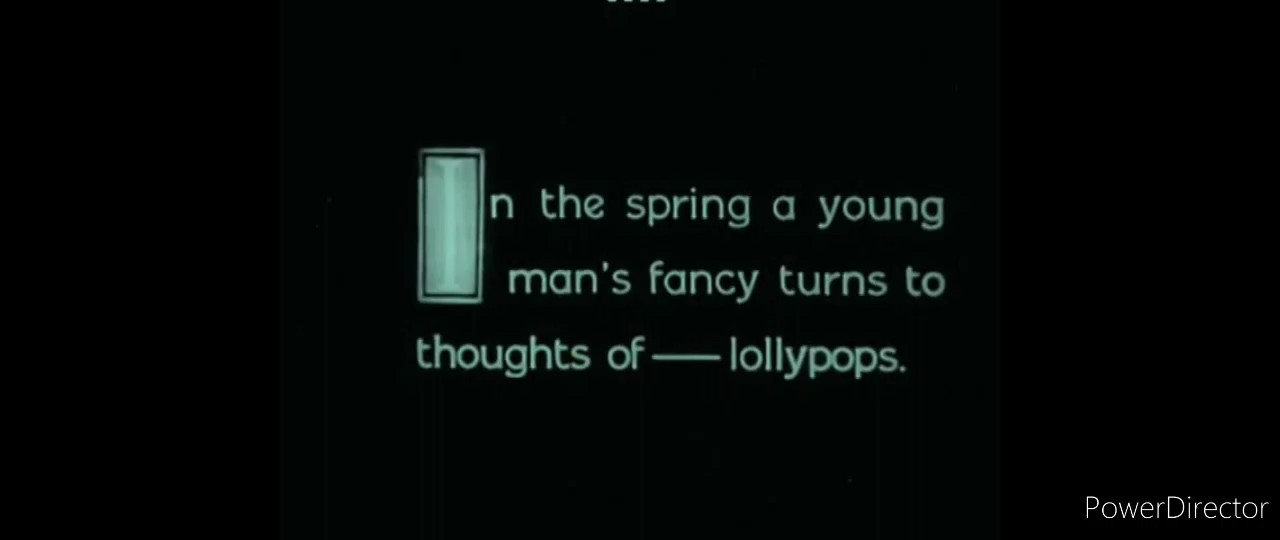 In the spring a young
man's fancy turns to
thoughts of — lollypops.
PowerDirector